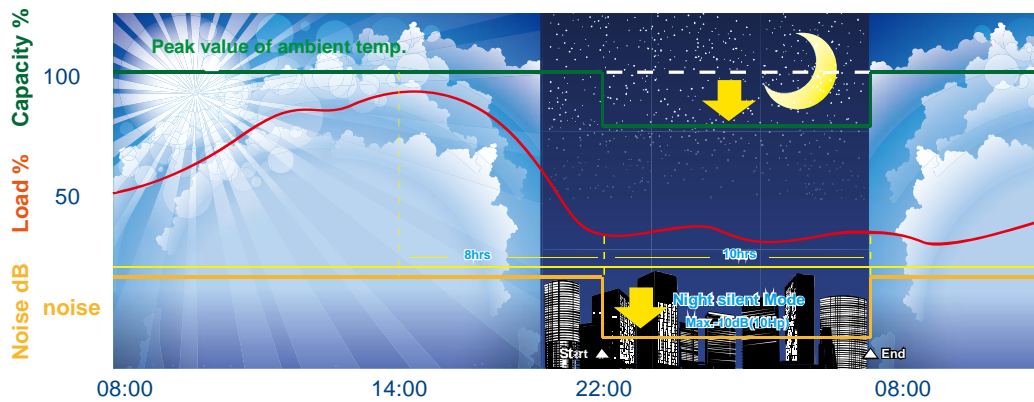 Capacity %
Load %
Noise dB
100
50
noise
Peak value of ambient temp.
8hrs
10hrs
Night silent Mode
Max.-10dB(10Hp)
Start
End
08:00
14:00
22:00
08:00